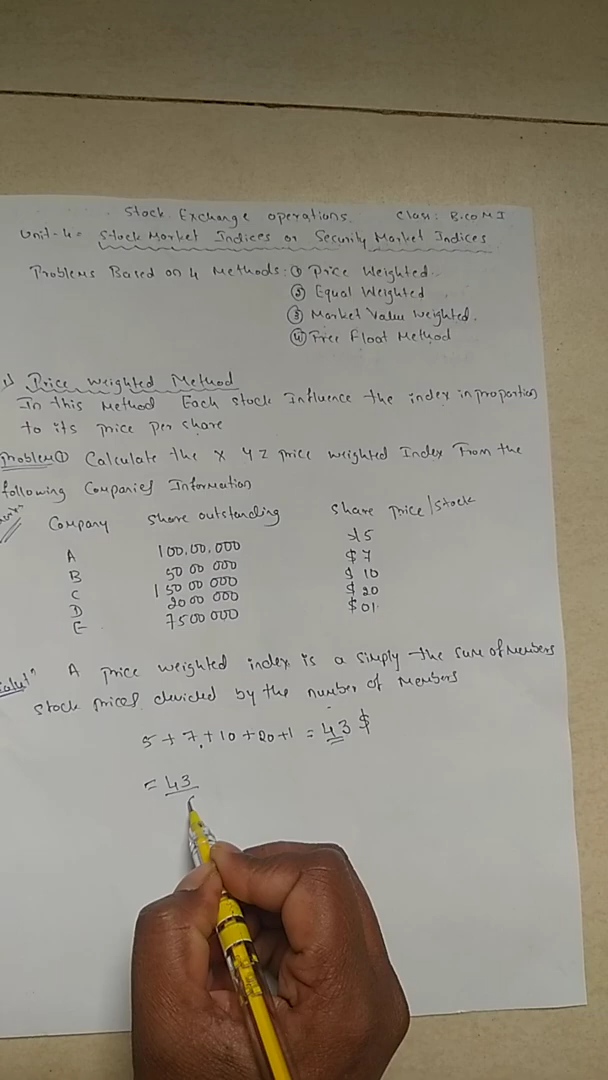 Stock Exchange operations. Class: B.com I
Unit-4= Stock Market Indices or Security Market Indices
Problems Based on 4 Methods: ① Price Weighted.
② Equal Weighted
③ Market Value Weighted.
④ Free Float Method
1) Price weighted Method
In this Method Each stock Influence the index in proportion
to its price per share
Problem① Calculate the X Y Z price weighted Index From the
following Companies Information
Company Share outstanding Share Price/Stock
A 100,00,000 $5
B 50 00 000 $7
C 1 50 00 000 $ 10
D 20 00 000 $ 20
E 7500 000 $ 01
A price weighted index is a simply the sum of Members
stock prices devided by the number of Members
5 + 7 + 10 + 20 + 1 = 43 $
= 43